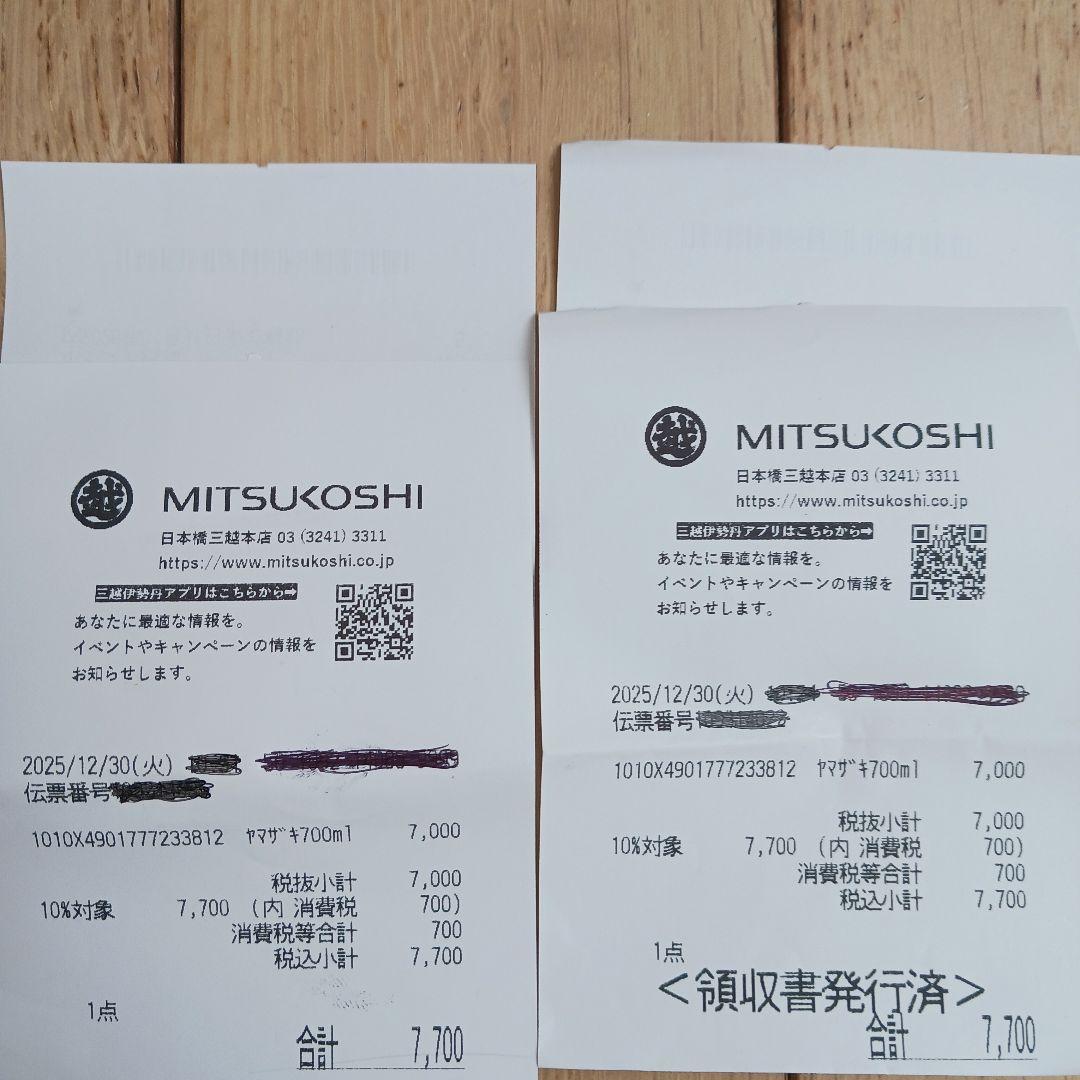 越 MITSUKOSHI
日本橋三越本店 03 (3241) 3311
https://www.mitsukoshi.co.jp
三越伊勢丹アプリはこちらから➡
あなたに最適な情報を。
イベントやキャンペーンの情報を
お知らせします。
2025/12/30(火)
伝票番号
1010X4901777233812 ヤマザキ700ml 7,000
税抜小計 7,000
10%対象 7,700 (内 消費税 700)
消費税等合計 700
税込小計 7,700
1点
合計 7,700
越 MITSUKOSHI
日本橋三越本店 03 (3241) 3311
https://www.mitsukoshi.co.jp
三越伊勢丹アプリはこちらから➡
あなたに最適な情報を。
イベントやキャンペーンの情報を
お知らせします。
2025/12/30(火)
伝票番号
1010X4901777233812 ヤマザキ700ml 7,000
税抜小計 7,000
10%対象 7,700 (内 消費税 700)
消費税等合計 700
税込小計 7,700
1点
<領収書発行済>
合計 7,700